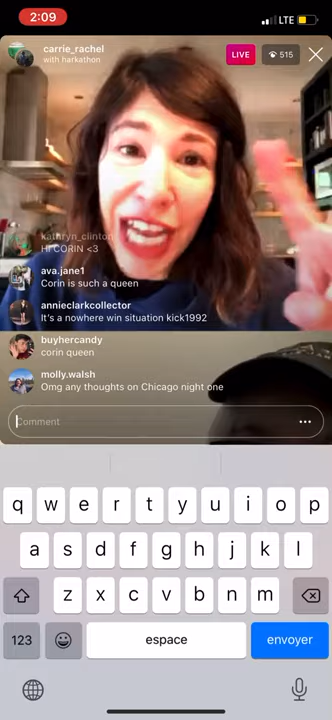 2:09
LTE
carrie_rachel
with harkathon
LIVE
515
kathryn_clinton
Hi CORIN <3
ava.jane1
Corin is such a queen
annieclarkcollector
It's a nowhere win situation kick1992
buyhercandy
corin queen
molly.walsh
Omg any thoughts on Chicago night one
Comment
q w e r t y u i o p
a s d f g h j k l
z x c v b n m
123
espace
envoyer